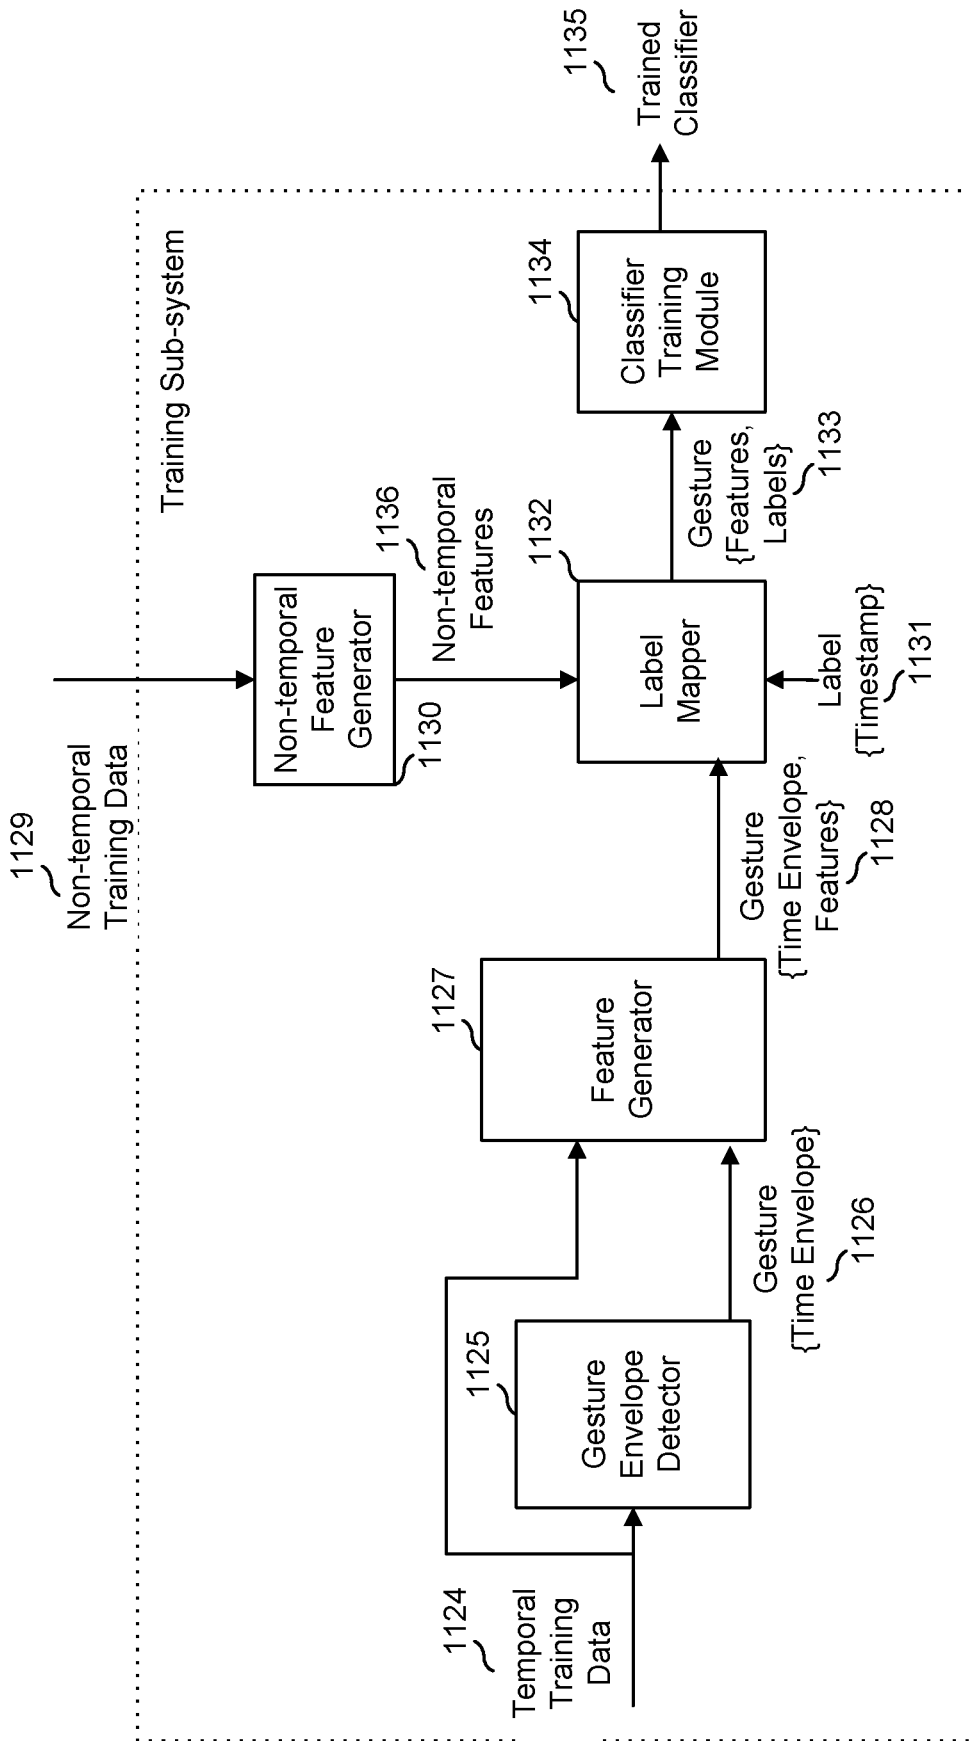 1129
Non-temporal
Training Data
Training Sub-system
Non-temporal
Feature
Generator
1130
1136
Non-temporal
Features
1124
Temporal
Training
Data
1125
Gesture
Envelope
Detector
Gesture
{Time Envelope}
1126
1127
Feature
Generator
Gesture
{Time Envelope,
Features}
1128
1132
Label
Mapper
Label
{Timestamp}
1131
Gesture
{Features,
Labels}
1133
1134
Classifier
Training
Module
1135
Trained
Classifier